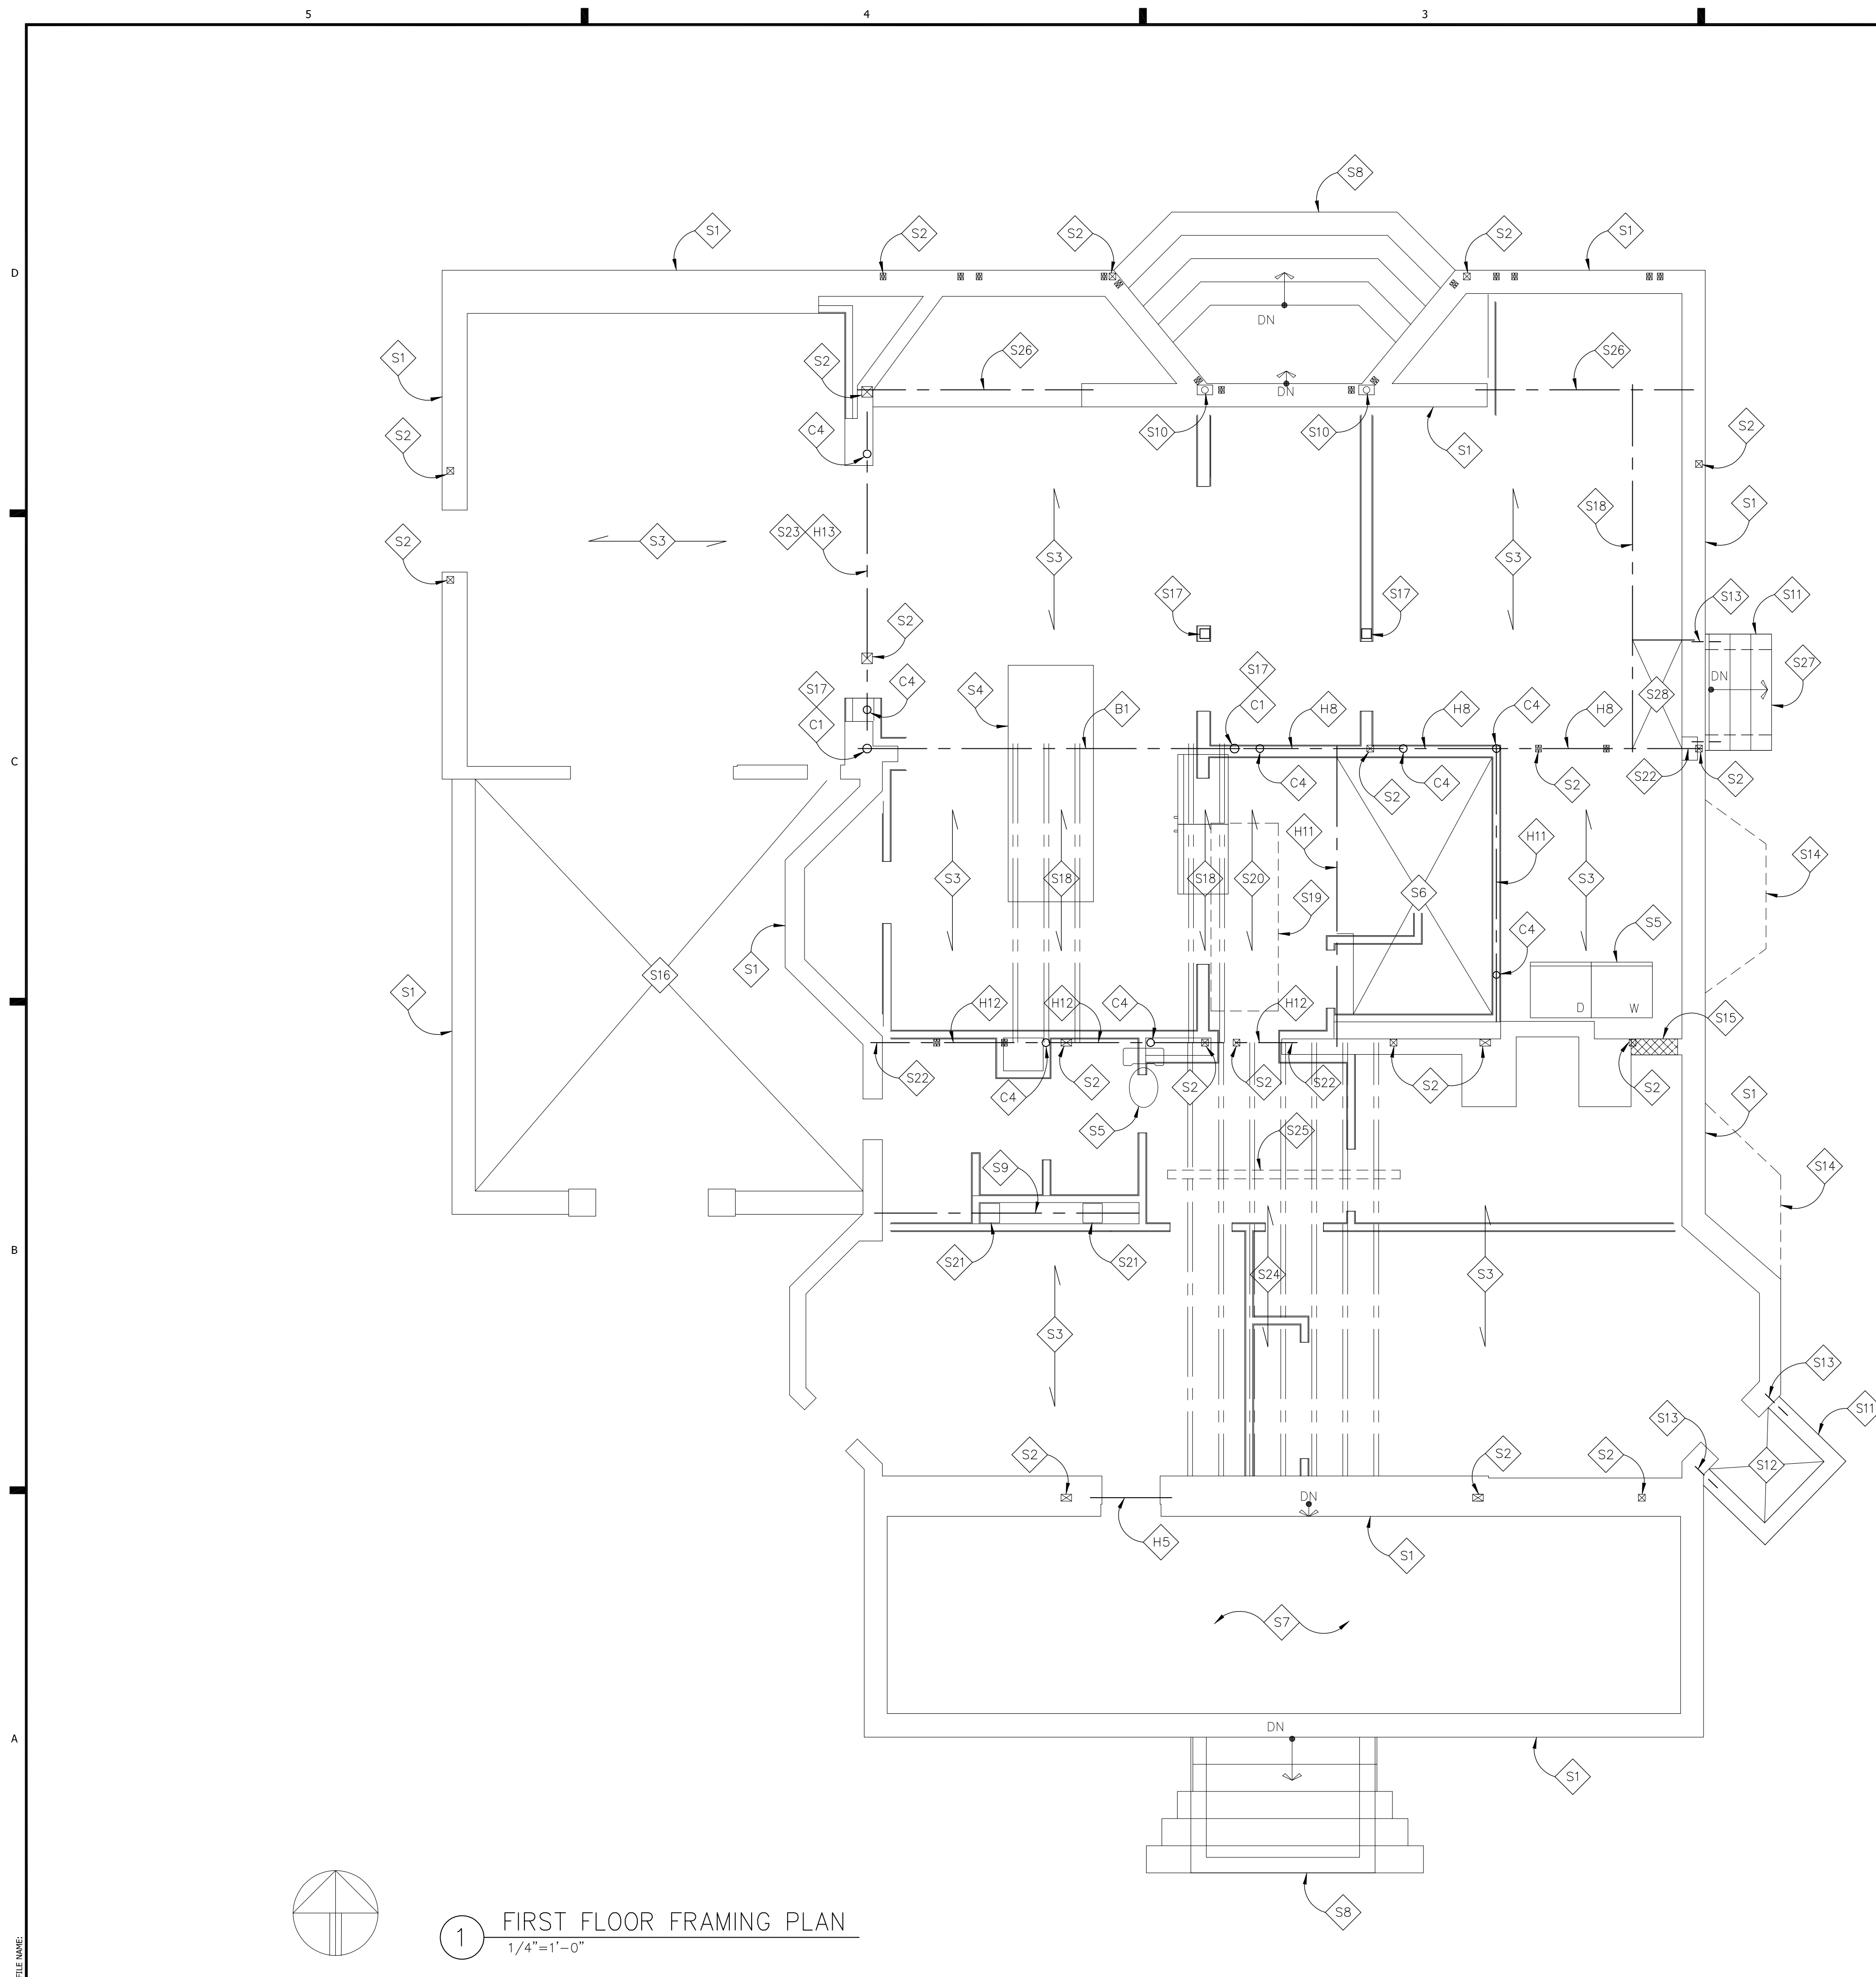 5 4 3
S8
S1 S2 S2 S2 S1
D
DN
S1 S2 S26 DN S26
S2 C4 S10 S10 S1 S2
S2 S3 S23 H13 S3 S3 S18 S1
S17 S17 S13 S11
S2
S17 C4 S4 B1 S17 H8 H8 C4 H8 S28 DN S27
C1 C1
C
C4 S2 C4 S2 S22 S2
H11 H11 S14
S3 S18 S18 S20 S6 S3
S19
C4 S5
S16 S1
S1 H12 H12 C4 H12 D W
S15
S22 C4 S2 S2 S2 S22 S2 S2 S1
S5 S25
S9 S14
B
S21 S21 S24 S3
S3
S13 S11
S13
S2 S2 S2 S12
DN
H5 S1
S7
A
DN
S1
S8
1 FIRST FLOOR FRAMING PLAN
1/4"=1'-0"
FILE NAME: